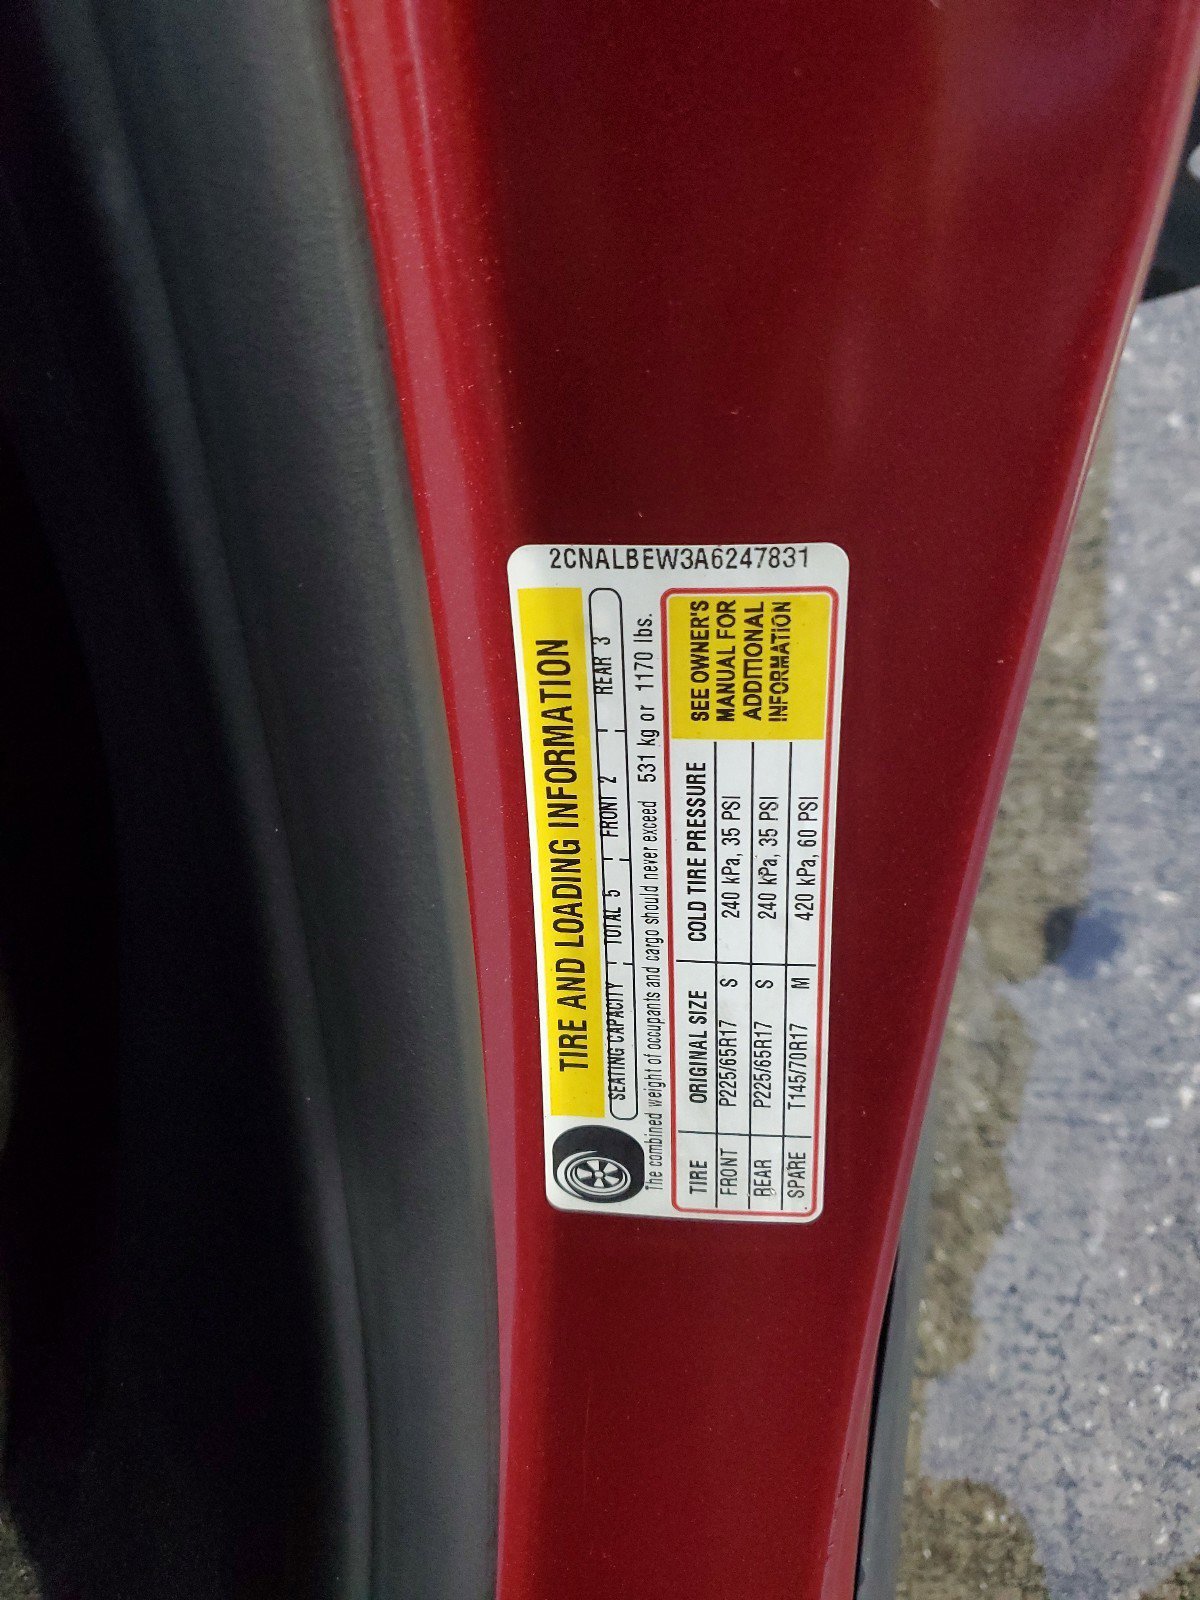 2CNALBEW3A6247831
TIRE AND LOADING INFORMATION
SEATING CAPACITY TOTAL 5 FRONT 2 REAR 3
The combined weight of occupants and cargo should never exceed 531 kg or 1170 lbs.
TIRE ORIGINAL SIZE COLD TIRE PRESSURE
FRONT P225/65R17 S 240 kPa, 35 PSI
REAR P225/65R17 S 240 kPa, 35 PSI
SPARE T145/70R17 M 420 kPa, 60 PSI
SEE OWNER'S
MANUAL FOR
ADDITIONAL
INFORMATION